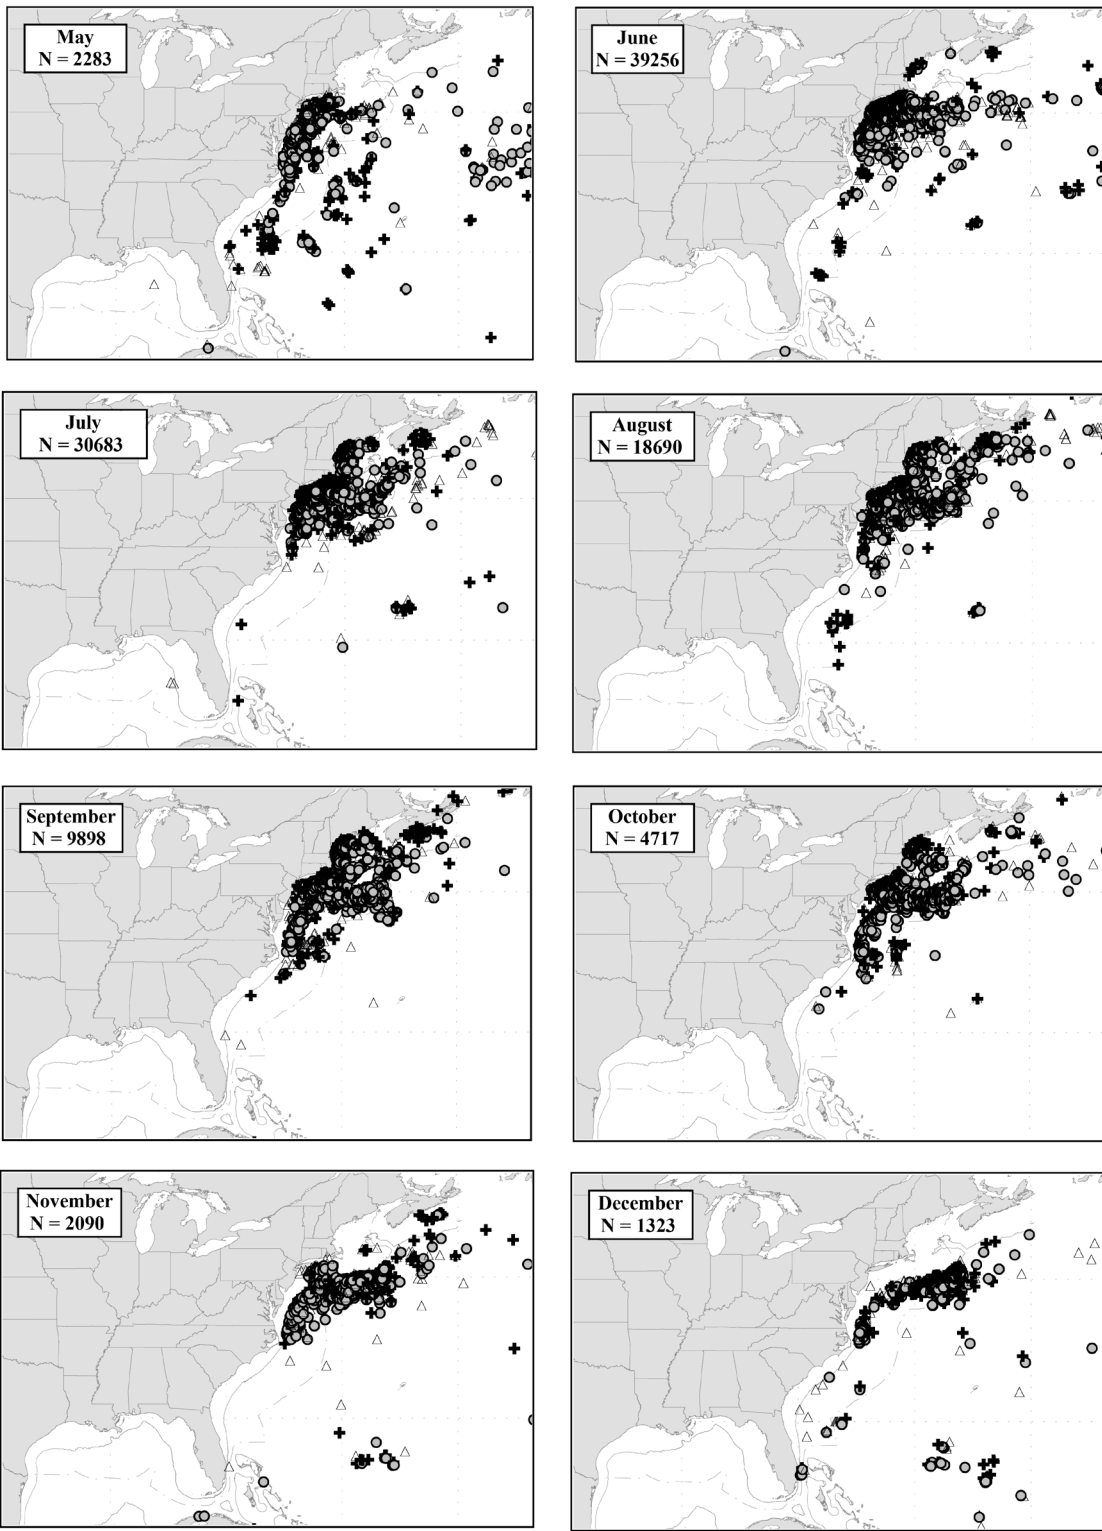 May
N = 2283
June
N = 39256
July
N = 30683
August
N = 18690
September
N = 9898
October
N = 4717
November
N = 2090
December
N = 1323